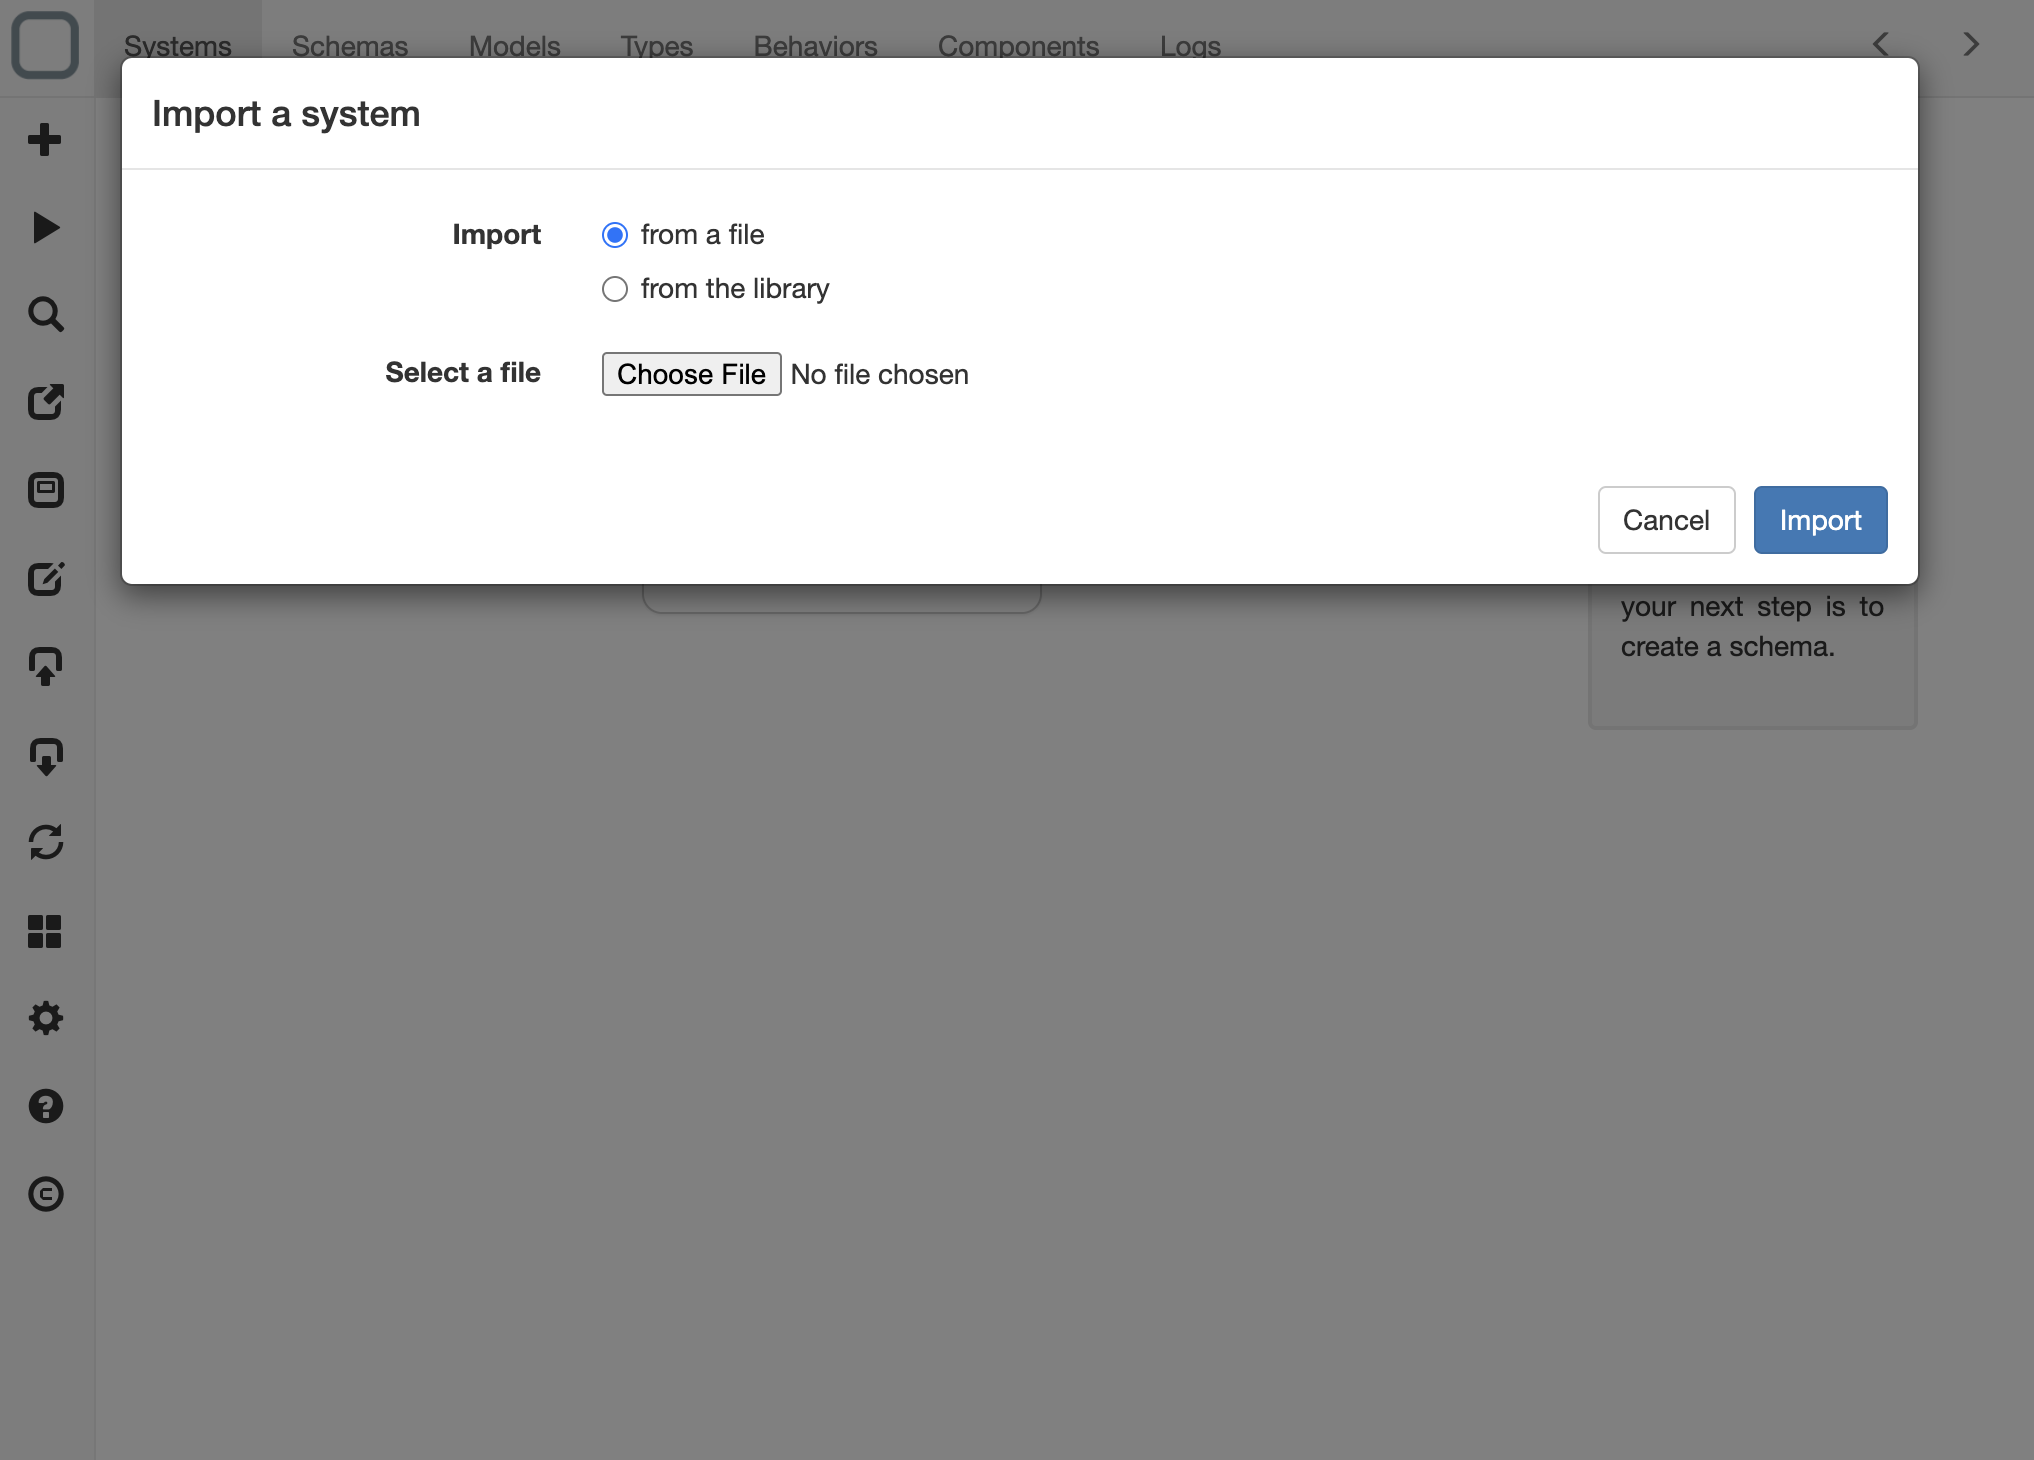 Systems Schemas Models Types Behaviors Components Logs
Import a system
Import
from a file
from the library
Select a file
Choose File No file chosen
Cancel Import
your next step is to
create a schema.